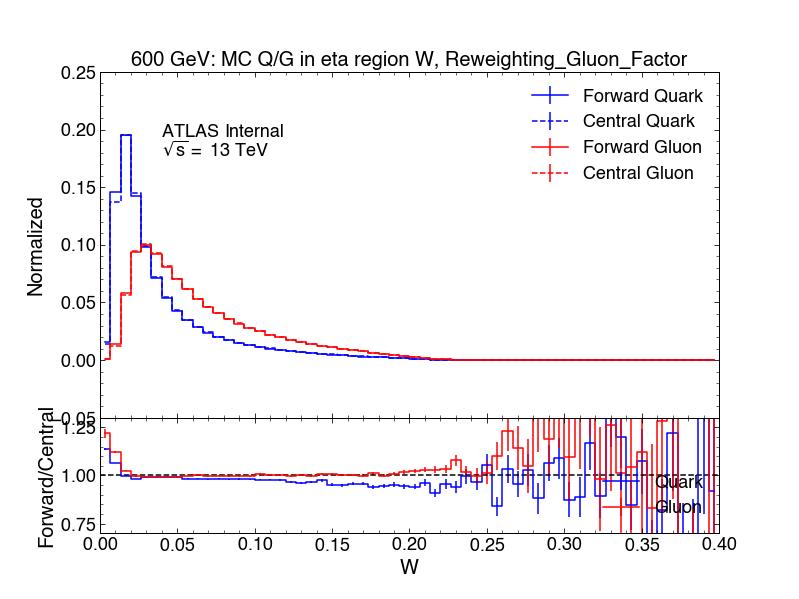 600 GeV: MC Q/G in eta region W, Reweighting_Gluon_Factor
0.25
Forward Quark
Central Quark
Forward Gluon
Central Gluon
ATLAS Internal
√s = 13 TeV
0.20
0.15
0.10
0.05
0.00
0.05
Normalized
1.25
1.00
0.75
Forward/Central
Quark
Gluon
0.00 0.05 0.10 0.15 0.20 0.25 0.30 0.35 0.40
W